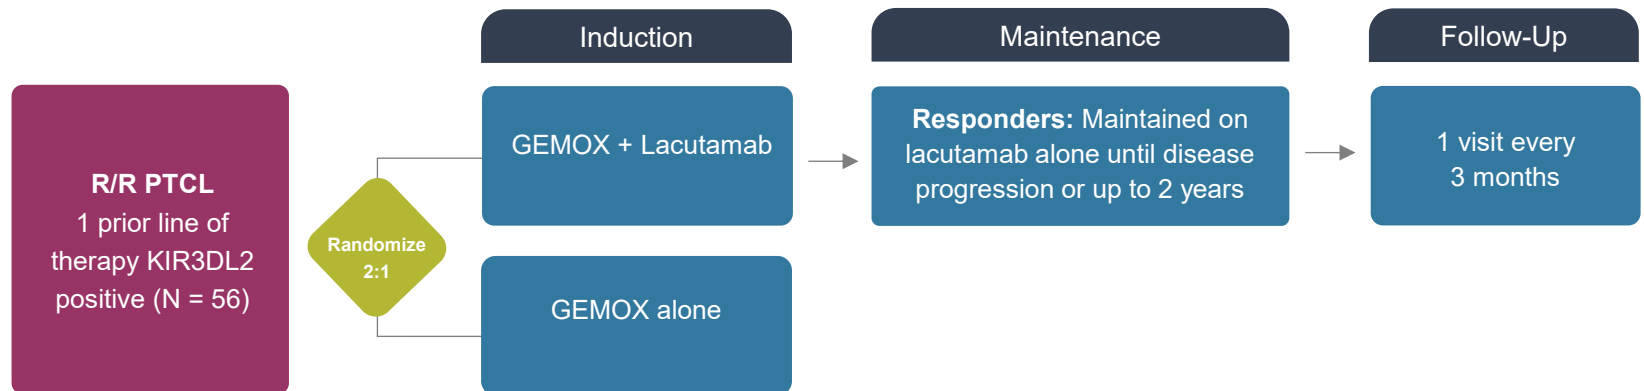 Induction
Maintenance
Follow-Up
R/R PTCL
1 prior line of
therapy KIR3DL2
positive (N = 56)
Randomize
2:1
GEMOX + Lacutamab
Responders: Maintained on
lacutamab alone until disease
progression or up to 2 years
1 visit every
3 months
GEMOX alone